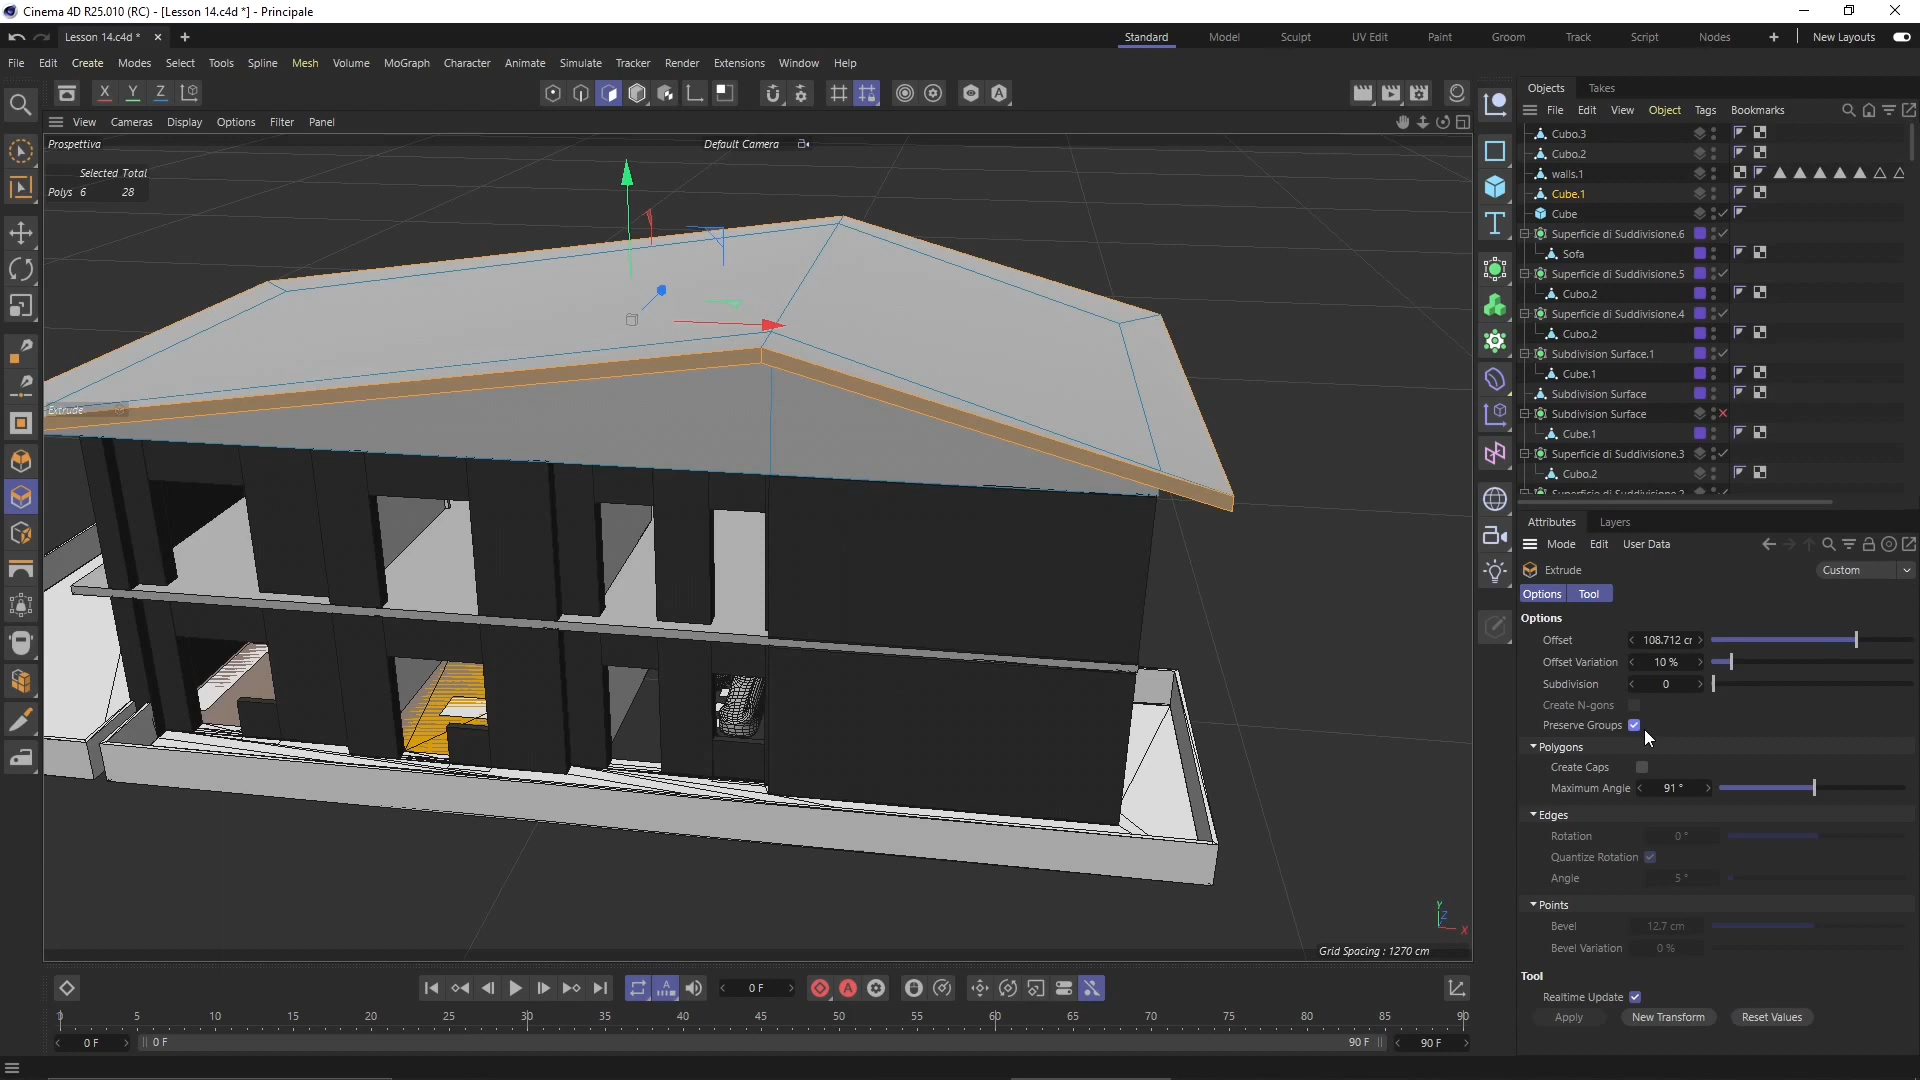 Cinema 4D R25.010 (RC) - [Lesson 14.c4d *] - Principale
Lesson 14.c4d * × +
Standard Model Sculpt UV Edit Paint Groom Track Script Nodes + New Layouts
File Edit Create Modes Select Tools Spline Mesh Volume MoGraph Character Animate Simulate Tracker Render Extensions Window Help
X Y Z
View Cameras Display Options Filter Panel
Prospettiva
Default Camera
Selected Total
Polys 6 28
Extrude
Y
Z
X
Grid Spacing : 1270 cm
0 F
0 5 10 15 20 25 30 35 40 45 50 55 60 65 70 75 80 85 90
0 F
0 F
90 F
90 F
Objects Takes
File Edit View Object Tags Bookmarks
Cubo.3
Cubo.2
walls.1
Cube.1
Cube
Superficie di Suddivisione.6
Sofa
Superficie di Suddivisione.5
Cubo.2
Superficie di Suddivisione.4
Cubo.2
Subdivision Surface.1
Cube.1
Subdivision Surface
Subdivision Surface
Cube.1
Superficie di Suddivisione.3
Cubo.2
Attributes Layers
Mode Edit User Data
Extrude
Custom
Options Tool
Options
Offset 108.712 cr
Offset Variation 10 %
Subdivision 0
Create N-gons
Preserve Groups
Polygons
Create Caps
Maximum Angle 91 °
Edges
Rotation 0 °
Quantize Rotation
Angle 5 °
Points
Bevel 12.7 cm
Bevel Variation 0 %
Tool
Realtime Update
Apply New Transform Reset Values